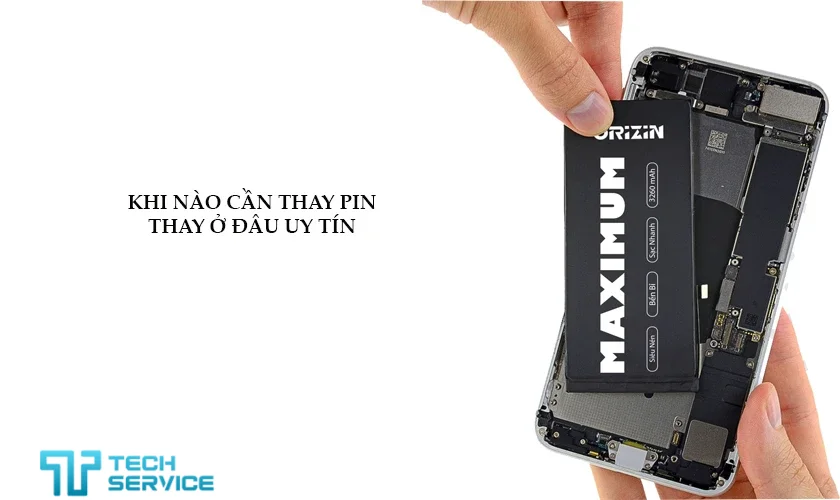 KHI NÀO CẦN THAY PIN
THAY Ở ĐÂU UY TÍN
ORIZIN
MAXIMUM
3260 mAh
Sạc Nhanh
Bền Bỉ
Siêu Nén
TECH
SERVICE